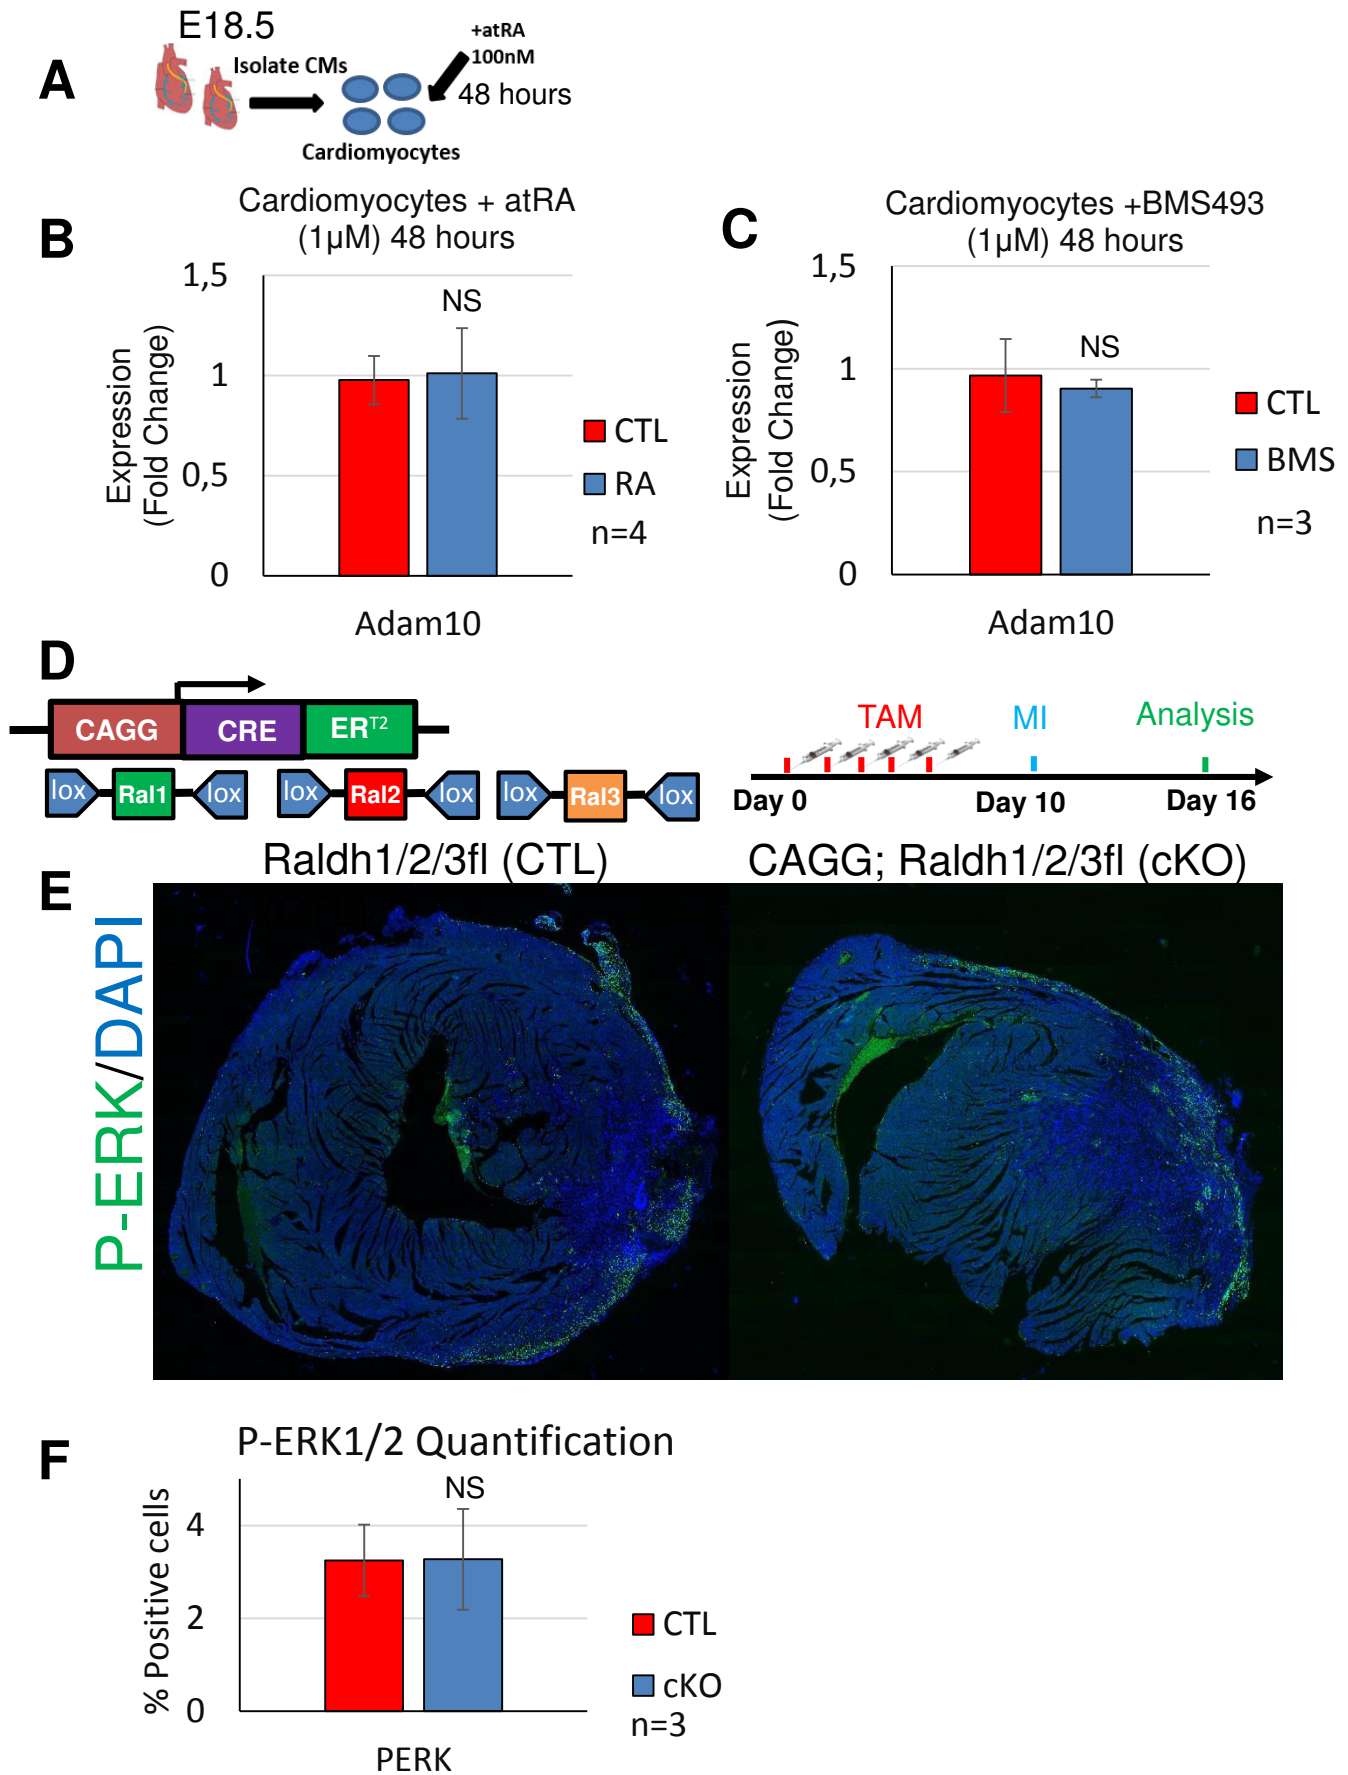 A
E18.5
Isolate CMs
+atRA
100nM
48 hours
Cardiomyocytes
B
Cardiomyocytes + atRA
(1µM) 48 hours
Expression
(Fold Change)
1,5
1
0,5
0
NS
CTL
RA
n=4
Adam10
C
Cardiomyocytes +BMS493
(1µM) 48 hours
Expression
(Fold Change)
1,5
1
0,5
0
NS
CTL
BMS
n=3
Adam10
D
CAGG CRE ERT2
lox Ral1 lox lox Ral2 lox lox Ral3 lox
TAM MI Analysis
Day 0 Day 10 Day 16
E
Raldh1/2/3fl (CTL) CAGG; Raldh1/2/3fl (cKO)
P-ERK/DAPI
F
P-ERK1/2 Quantification
% Positive cells
4
2
0
NS
CTL
cKO
n=3
PERK